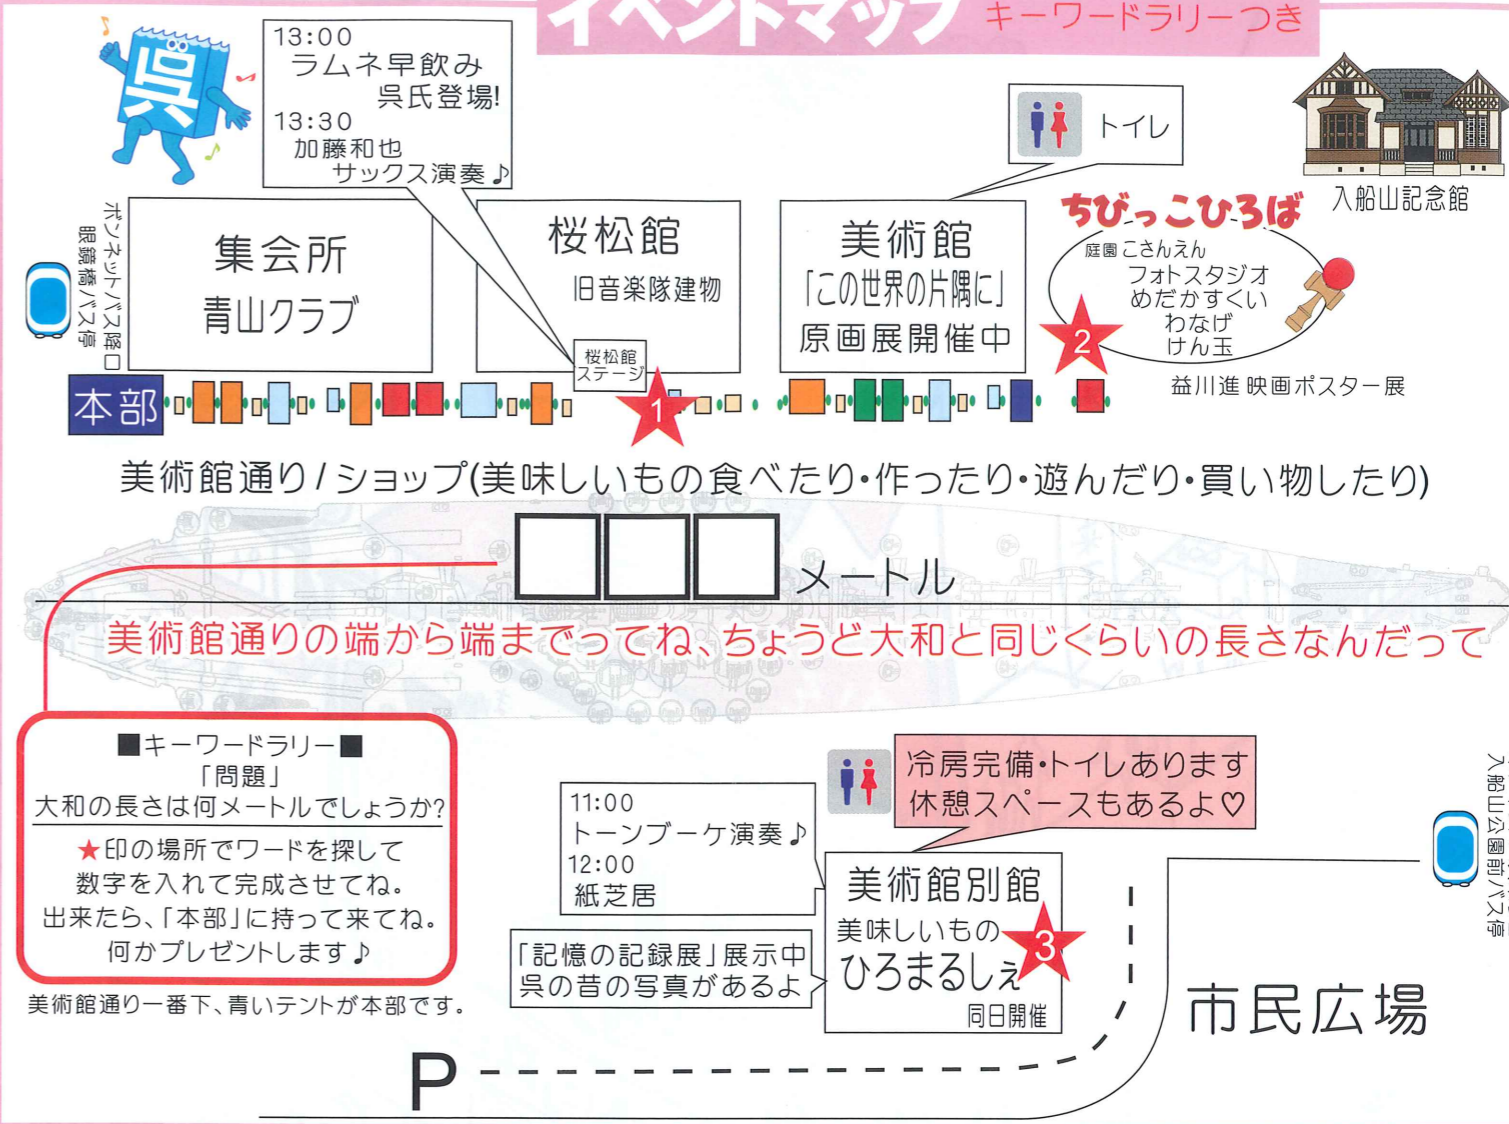 イベントマップ キーワードラリーつき
呉
13:00
ラムネ早飲み
呉氏登場!
13:30
加藤和也
サックス演奏♪
トイレ
入船山記念館
ボンネットバス降口
眼鏡橋バス停
集会所
青山クラブ
桜松館
旧音楽隊建物
桜松館
ステージ
美術館
「この世界の片隅に」
原画展開催中
ちびっこひろば
庭園 こさんえん
フォトスタジオ
めだかすくい
わなげ
けん玉
益川進 映画ポスター展
本部
1
2
美術館通り/ショップ(美味しいもの食べたり・作ったり・遊んだり・買い物したり)
メートル
美術館通りの端から端までってね、ちょうど大和と同じくらいの長さなんだって
■キーワードラリー■
「問題」
大和の長さは何メートルでしょうか?
★印の場所でワードを探して
数字を入れて完成させてね。
出来たら、「本部」に持って来てね。
何かプレゼントします♪
美術館通り一番下、青いテントが本部です。
冷房完備・トイレあります
休憩スペースもあるよ♡
11:00
トーンブーケ演奏♪
12:00
紙芝居
「記憶の記録展」展示中
呉の昔の写真があるよ
美術館別館
美味しいもの
ひろまるしぇ
同日開催
3
入船山公園前バス停
市民広場
P